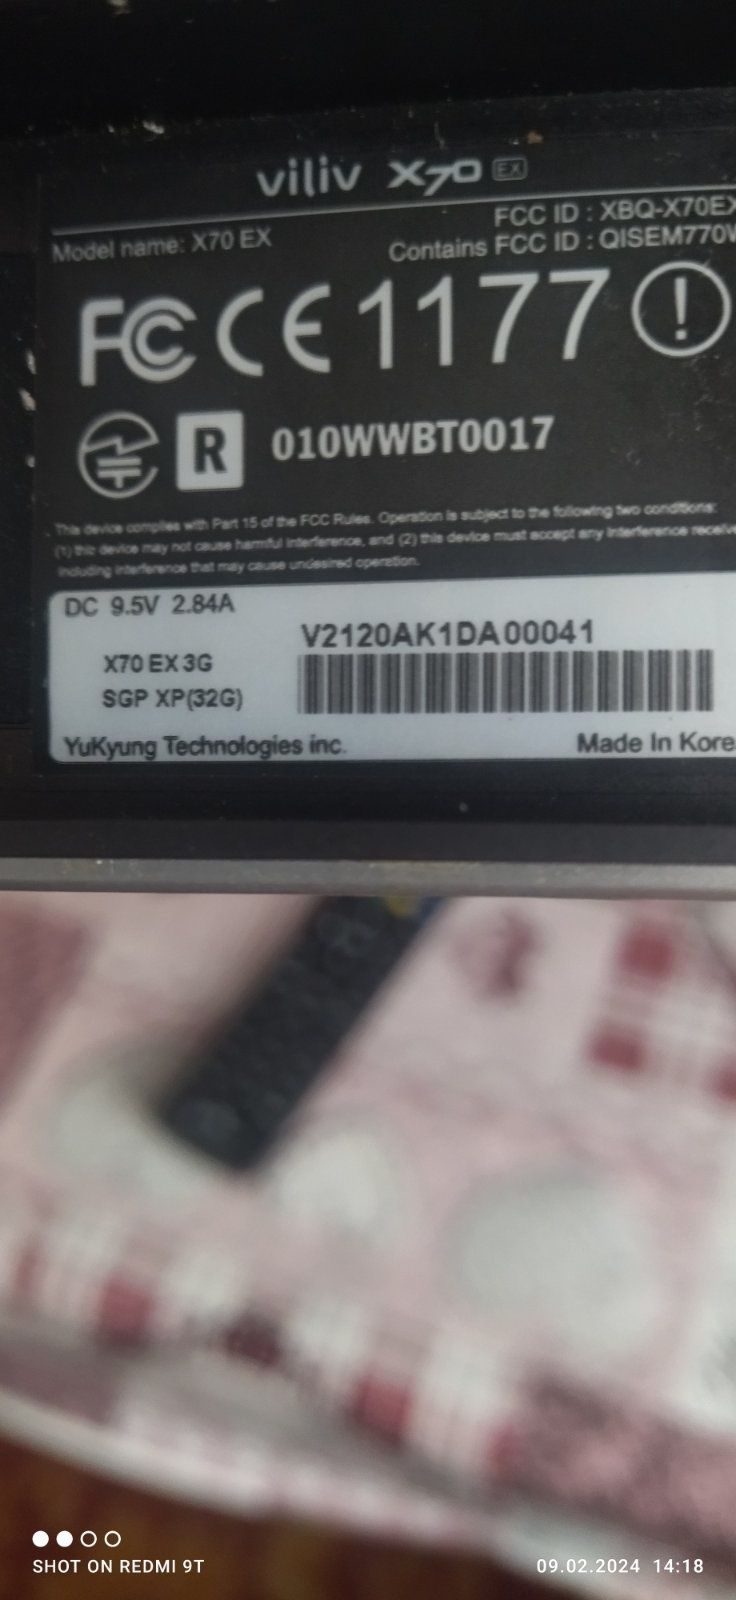 viliv X70 EX
FCC ID : XBQ-X70EX
Model name: X70 EX
Contains FCC ID : QISEM770W
FC CE 1177
R 010WWBT0017
This device complies with Part 15 of the FCC Rules. Operation is subject to the following two conditions:
(1) this device may not cause harmful interference, and (2) this device must accept any interference receive
including interference that may cause undesired operation.
DC 9.5V 2.84A
V2120AK1DA00041
X70 EX 3G
SGP XP(32G)
YuKyung Technologies inc.
Made In Kore
SHOT ON REDMI 9T
09.02.2024 14:18